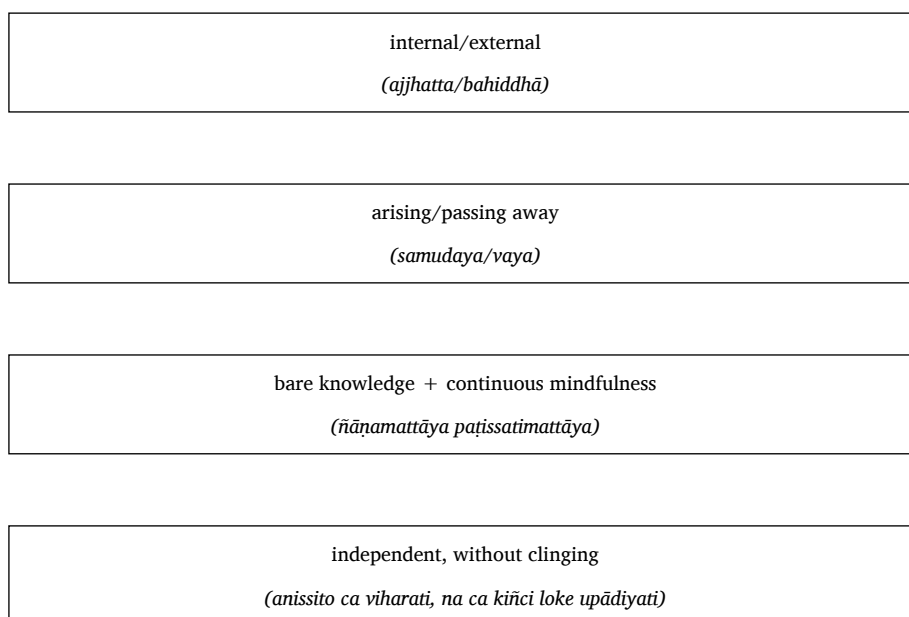 internal/external
(ajjhatta/bahiddhā)
arising/passing away
(samudaya/vaya)
bare knowledge + continuous mindfulness
(ñāṇamattāya paṭissatimattāya)
independent, without clinging
(anissito ca viharati, na ca kiñci loke upādiyati)